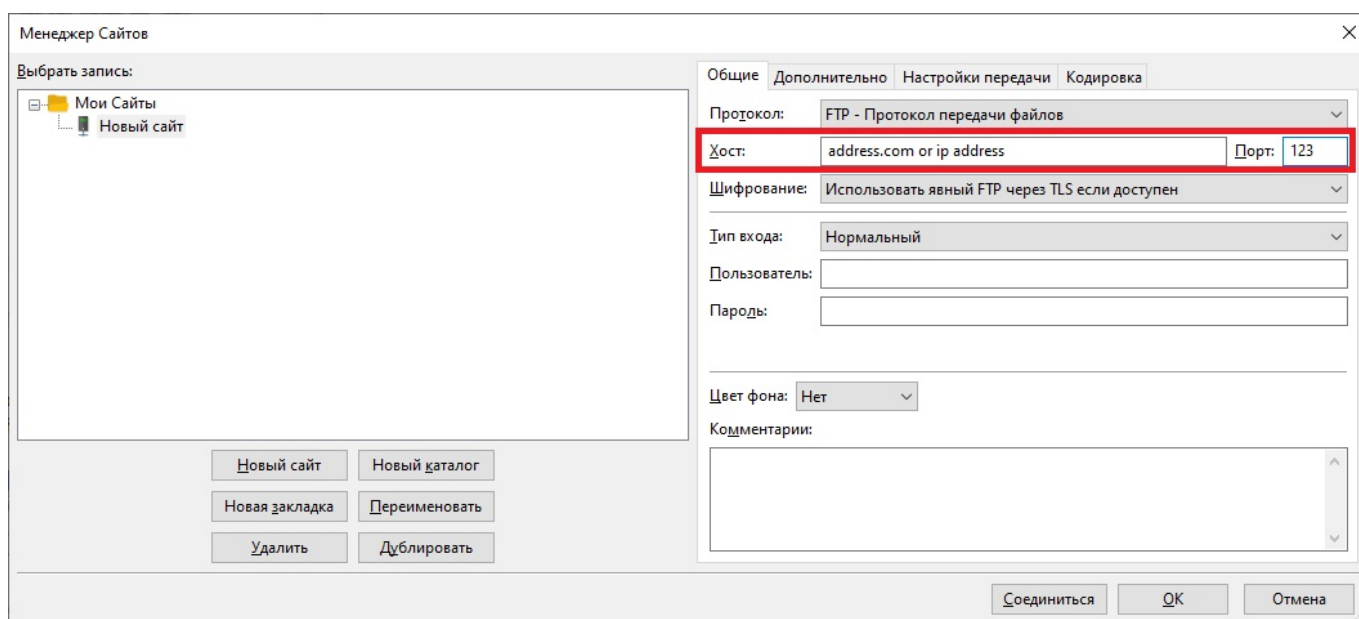 Менеджер Сайтов
Выбрать запись:
Мои Сайты
Новый сайт
Новый сайт Новый каталог
Новая закладка Переименовать
Удалить Дублировать
Общие Дополнительно Настройки передачи Кодировка
Протокол: FTP - Протокол передачи файлов
Хост: address.com or ip address Порт: 123
Шифрование: Использовать явный FTP через TLS если доступен
Тип входа: Нормальный
Пользователь:
Пароль:
Цвет фона: Нет
Комментарии:
Соединиться OK Отмена